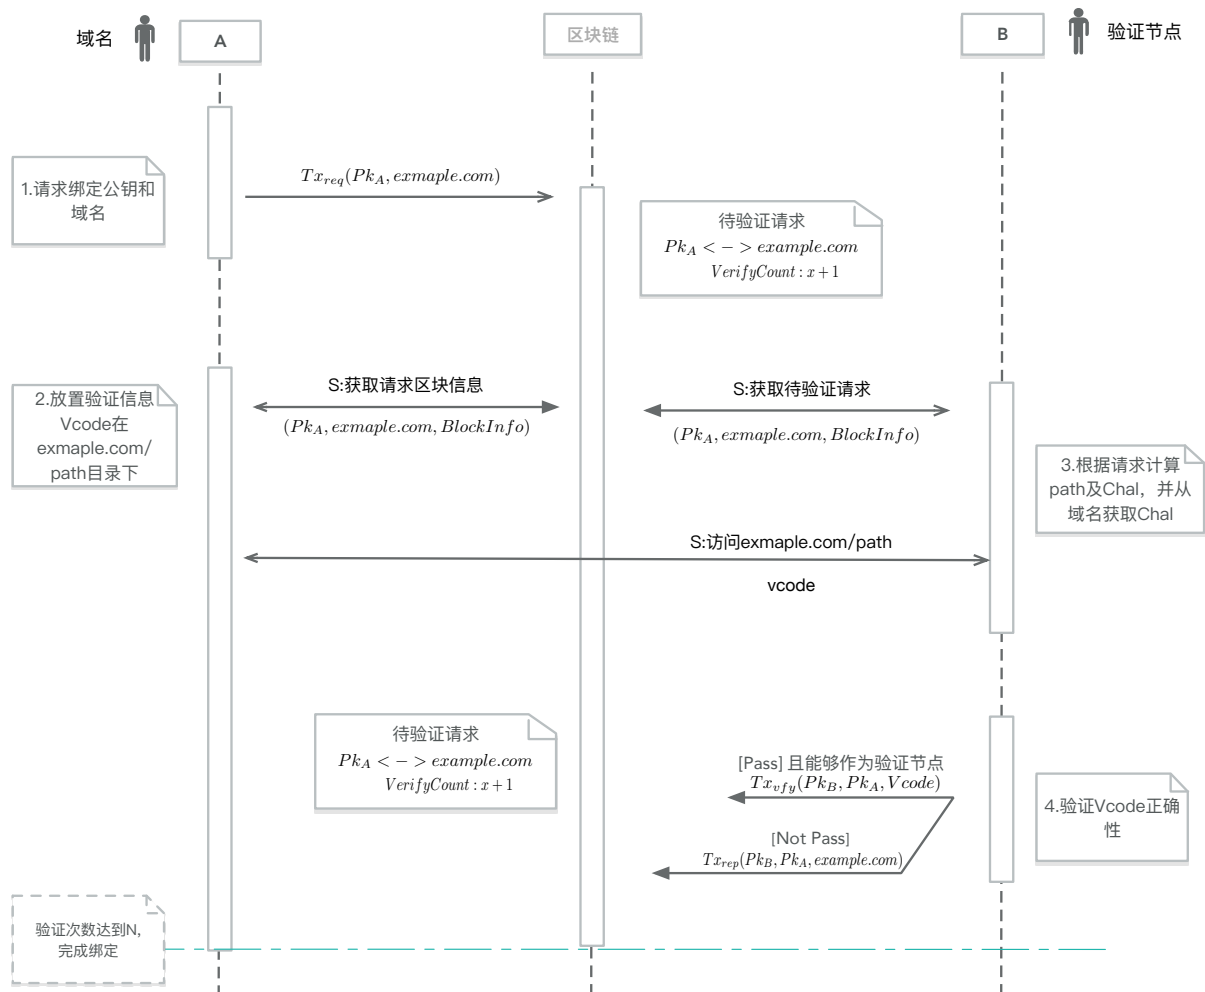 域名
A
区块链
B
验证节点
1.请求绑定公钥和
域名
Tx_{req}(Pk_A, exmaple.com)
待验证请求
Pk_A < - > example.com
VerifyCount : x + 1
2.放置验证信息
Vcode在
exmaple.com/
path目录下
S:获取请求区块信息
(Pk_A, exmaple.com, BlockInfo)
S:获取待验证请求
(Pk_A, exmaple.com, BlockInfo)
3.根据请求计算
path及Chal，并从
域名获取Chal
S:访问exmaple.com/path
vcode
待验证请求
Pk_A < - > example.com
VerifyCount : x + 1
[Pass] 且能够作为验证节点
Tx_{vfy}(Pk_B, Pk_A, Vcode)
[Not Pass]
Tx_{rep}(Pk_B, Pk_A, example.com)
4.验证Vcode正确
性
验证次数达到N,
完成绑定